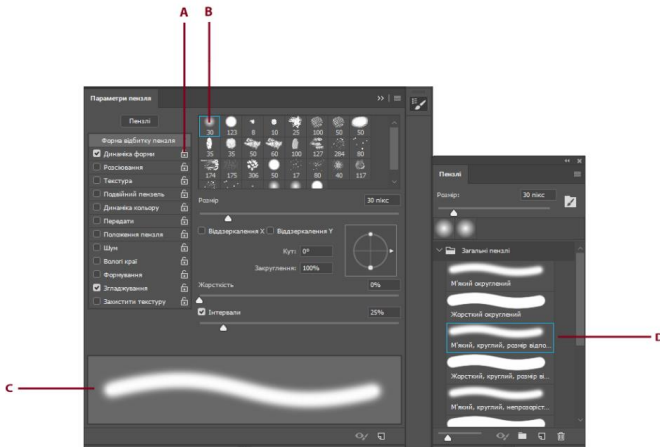 A B
Параметри пензля
Пензлі
Форма відбитку пензля
Динаміка форми
Розсіювання
Текстура
Подвійний пензель
Динаміка кольору
Передати
Положення пензля
Шум
Вологі краї
Формування
Згладжування
Захистити текстуру
30 123 8 10 25 100 50 50
35 35 50 60 100 127 284 80
174 175 306 50 17 80 40 117
Розмір 30 пікс
Віддзеркалення X Віддзеркалення Y
Кут: 0°
Закруглення: 100%
Жорсткість 0%
Інтервали 25%
C
Пензлі
Розмір: 30 пікс
Загальні пензлі
М'який округлений
Жорсткий округлений
М'який, круглий, розмір відпо...
Жорсткий, круглий, розмір ві...
М'який, круглий, непрозоріст...
D